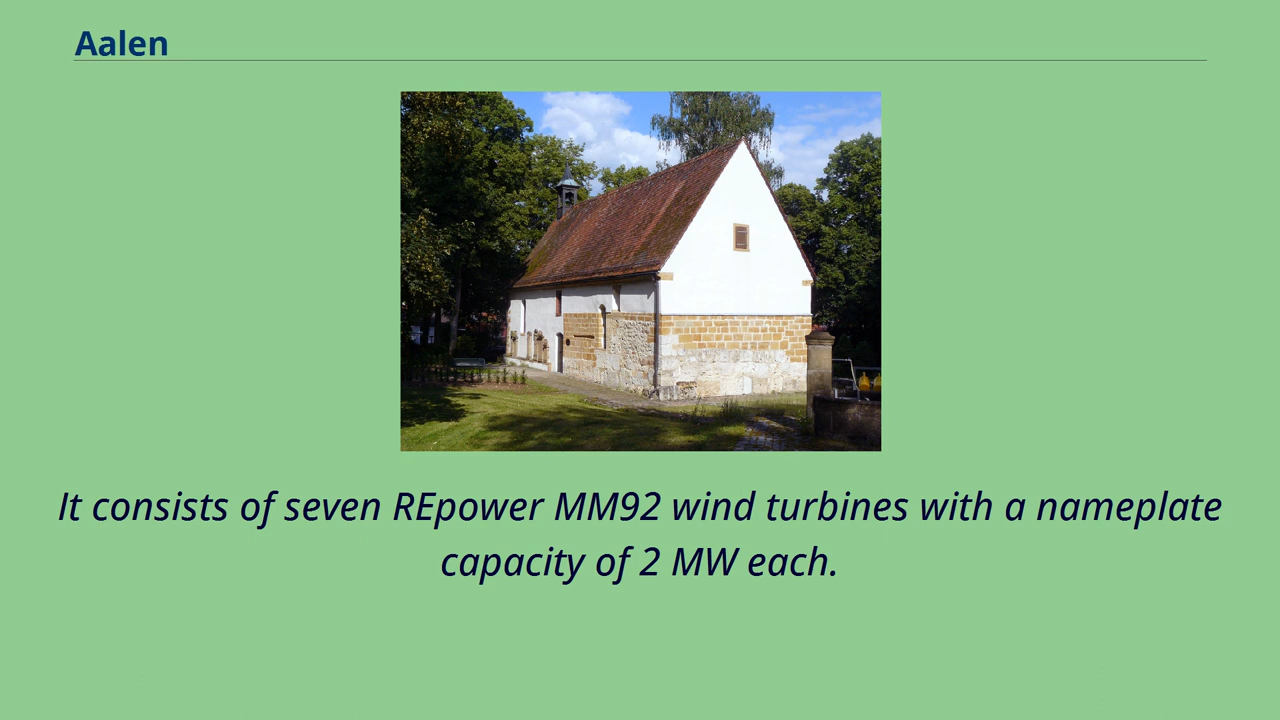 Aalen
It consists of seven REpower MM92 wind turbines with a nameplate
capacity of 2 MW each.